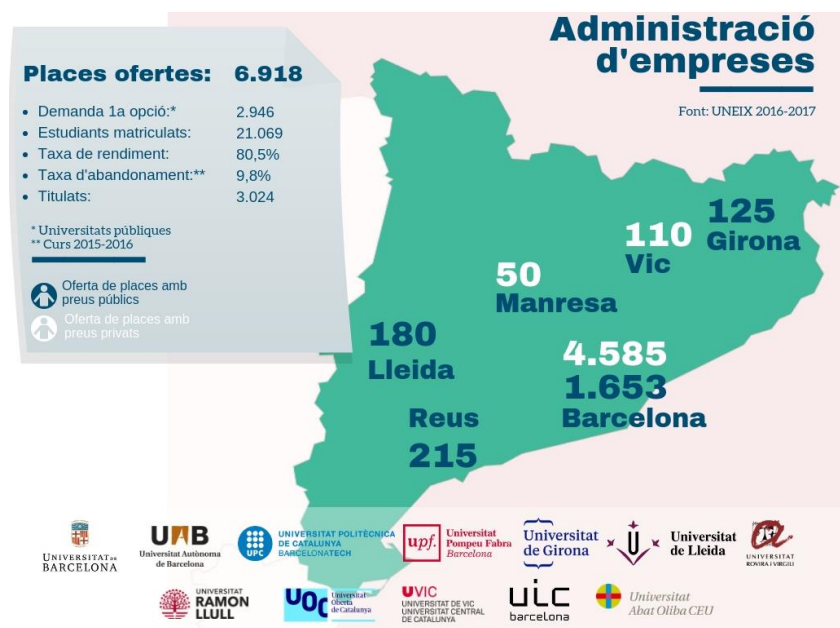 Administració
d'empreses
Font: UNEIX 2016-2017
Places ofertes: 6.918
• Demanda 1a opció:* 2.946
• Estudiants matriculats: 21.069
• Taxa de rendiment: 80,5%
• Taxa d'abandonament:** 9,8%
• Titulats: 3.024
* Universitats públiques
** Curs 2015-2016
Oferta de places amb
preus públics
Oferta de places amb
preus privats
125
Girona
110
Vic
50
Manresa
180
Lleida
4.585
1.653
Barcelona
Reus
215
UNIVERSITAT DE
BARCELONA
UAB
Universitat Autònoma
de Barcelona
UPC
UNIVERSITAT POLITÈCNICA
DE CATALUNYA
BARCELONATECH
upf.
Universitat
Pompeu Fabra
Barcelona
Universitat
de Girona
Universitat
de Lleida
UNIVERSITAT
ROVIRA I VIRGILI
UNIVERSITAT
RAMON
LLULL
UOC
Universitat
Oberta
de Catalunya
UVIC
UNIVERSITAT DE VIC
UNIVERSITAT CENTRAL
DE CATALUNYA
uic
barcelona
Universitat
Abat Oliba CEU